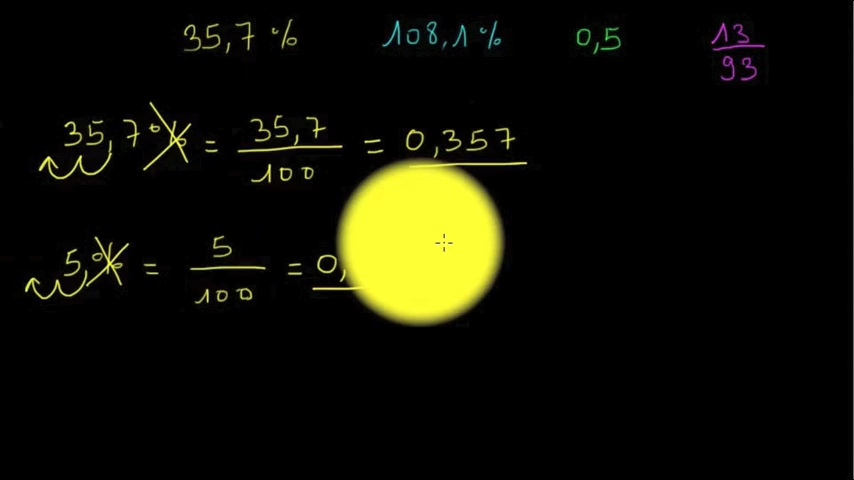 35,7 % 108,1 % 0,5 13/93
35,7 % = 35,7/100 = 0,357
5,% = 5/100 = 0,